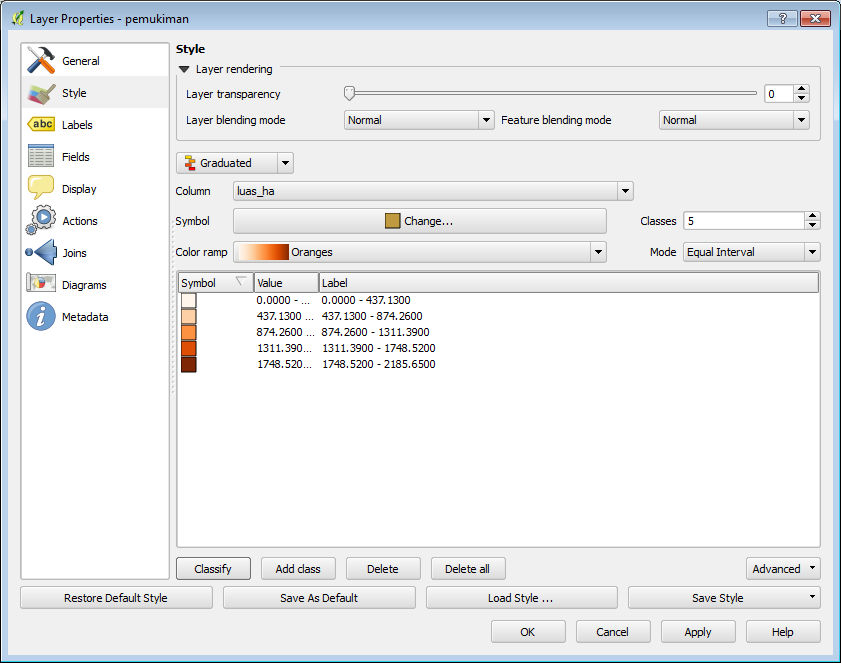 Layer Properties - pemukiman
General
Style
abc Labels
Fields
Display
Actions
Joins
Diagrams
i Metadata
Style
Layer rendering
Layer transparency 0
Layer blending mode Normal Feature blending mode Normal
Graduated
Column luas_ha
Symbol Change... Classes 5
Color ramp Oranges Mode Equal Interval
Symbol Value Label
0.0000 - ... 0.0000 - 437.1300
437.1300 ... 437.1300 - 874.2600
874.2600 ... 874.2600 - 1311.3900
1311.390... 1311.3900 - 1748.5200
1748.520... 1748.5200 - 2185.6500
Classify Add class Delete Delete all Advanced
Restore Default Style Save As Default Load Style ... Save Style
OK Cancel Apply Help